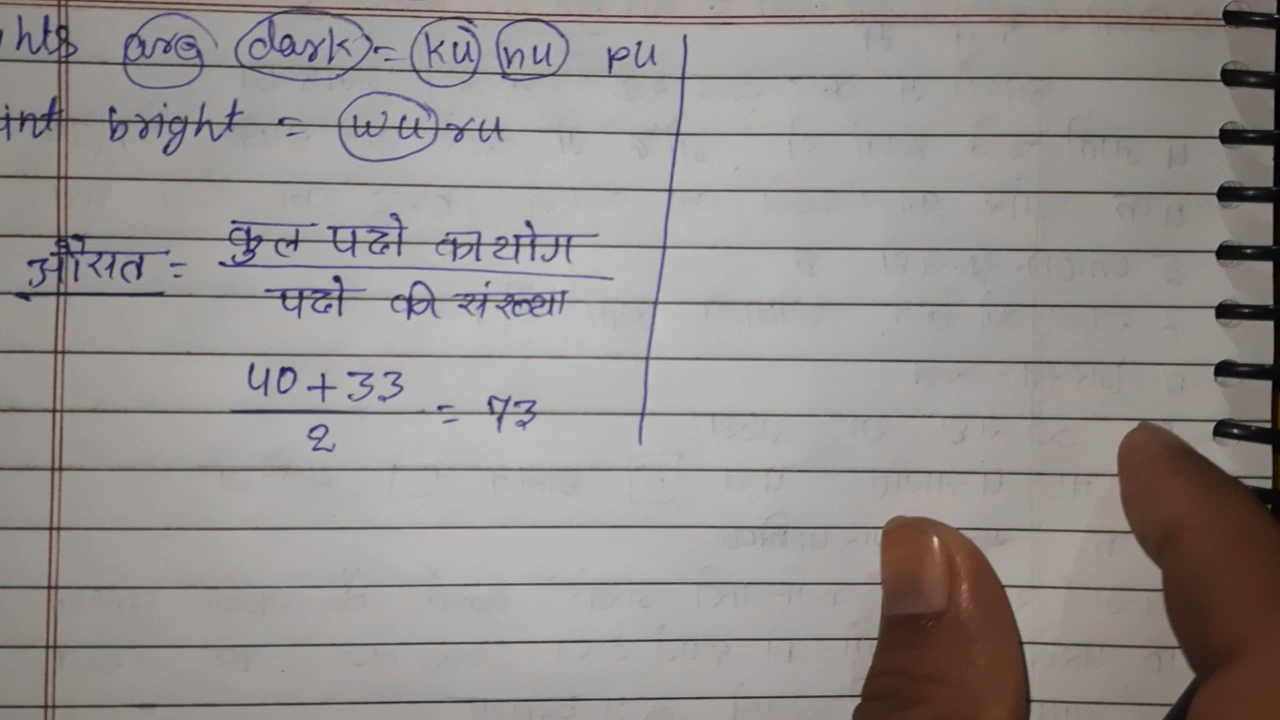 hts are dark = ku nu pu
int bright = wu ru
औसत = कुल पदो का योग
पदो की संख्या
40+33
2
= 73